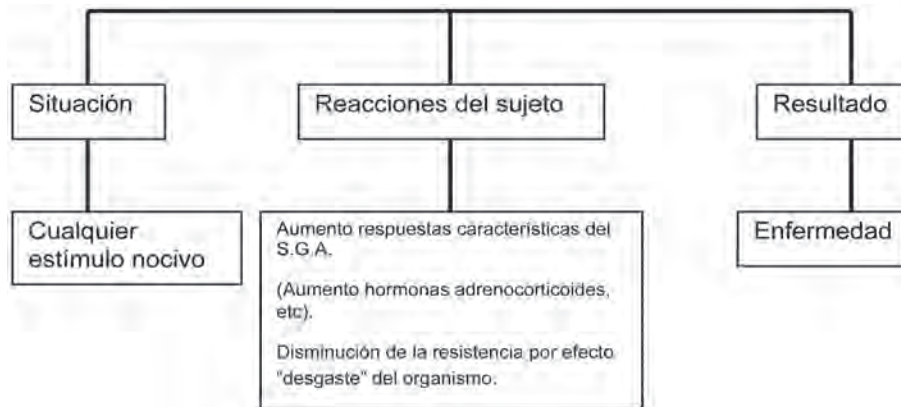 Situación
Reacciones del sujeto
Resultado
Cualquier
estímulo nocivo
Aumento respuestas características del
S.G.A.
(Aumento hormonas adrenocorticoides,
etc).
Disminución de la resistencia por efecto
"desgaste" del organismo.
Enfermedad